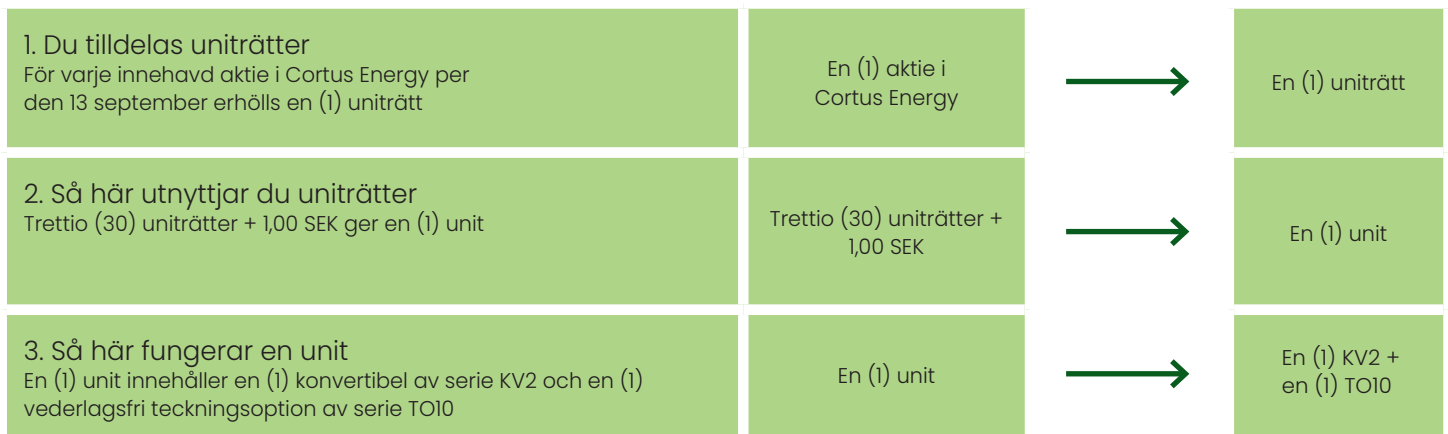 1. Du tilldelas uniträtter
För varje innehavd aktie i Cortus Energy per
den 13 september erhölls en (1) uniträtt
En (1) aktie i
Cortus Energy
En (1) uniträtt
2. Så här utnyttjar du uniträtter
Trettio (30) uniträtter + 1,00 SEK ger en (1) unit
Trettio (30) uniträtter +
1,00 SEK
En (1) unit
3. Så här fungerar en unit
En (1) unit innehåller en (1) konvertibel av serie KV2 och en (1)
vederlagsfri teckningsoption av serie TO10
En (1) unit
En (1) KV2 +
en (1) TO10